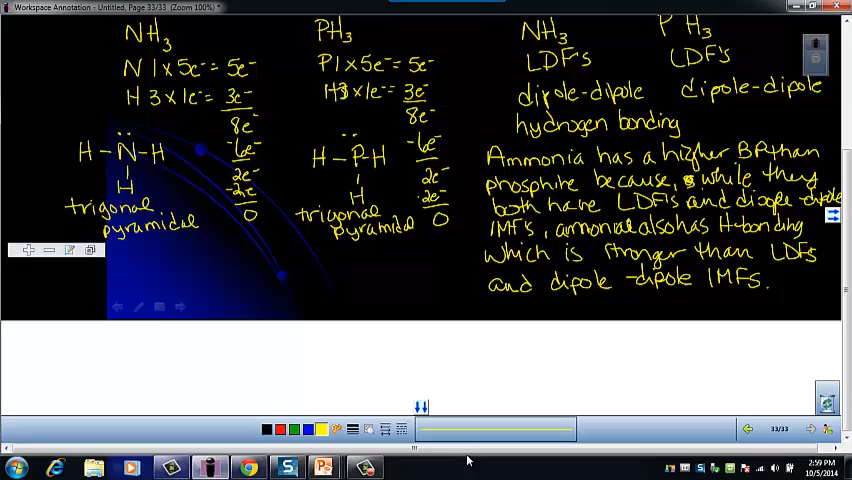 Workspace Annotation - Untitled, Page 33/33 (Zoom 100%) *
NH3
N 1 x 5e- = 5e-
H 3 x 1e- = 3e-
8e-
-6e-
2e-
-2e-
0
H - N - H
H
trigonal
pyramidal
PH3
P 1 x 5e- = 5e-
H 3 x 1e- = 3e-
8e-
-6e-
2e-
-2e-
0
H - P - H
H
trigonal
pyramidal
NH3
LDF's
dipole-dipole
hydrogen bonding
PH3
LDF's
dipole-dipole
Ammonia has a higher BP than
phosphite because, while they
both have LDF's and dipole-dipole
IMF's, ammonia also has H-bonding
which is stronger than LDFs
and dipole-dipole IMFs.
33/33
2:59 PM
10/5/2014